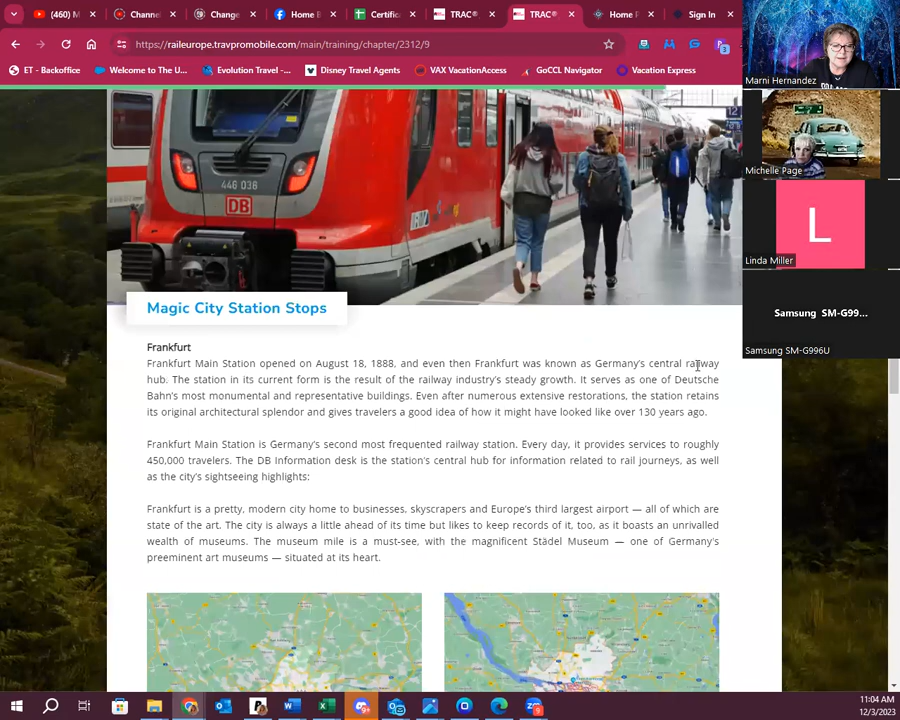 (460) M
Channel
Change
Home B
Certifica
TRAC®
TRAC®
Home P
Sign In
https://raileurope.travpromobile.com/main/training/chapter/2312/9
3
ET - Backoffice
Welcome to The U...
Evolution Travel -...
Disney Travel Agents
VAX VacationAccess
GoCCL Navigator
Vacation Express
Marni Hernandez
Michelle Page
L
Linda Miller
Samsung SM-G99...
Samsung SM-G996U
12
446 036
DB
Magic City Station Stops
Frankfurt
Frankfurt Main Station opened on August 18, 1888, and even then Frankfurt was known as Germany's central railway
hub. The station in its current form is the result of the railway industry's steady growth. It serves as one of Deutsche
Bahn's most monumental and representative buildings. Even after numerous extensive restorations, the station retains
its original architectural splendor and gives travelers a good idea of how it might have looked like over 130 years ago.
Frankfurt Main Station is Germany's second most frequented railway station. Every day, it provides services to roughly
450,000 travelers. The DB Information desk is the station's central hub for information related to rail journeys, as well
as the city's sightseeing highlights:
Frankfurt is a pretty, modern city home to businesses, skyscrapers and Europe's third largest airport — all of which are
state of the art. The city is always a little ahead of its time but likes to keep records of it, too, as it boasts an unrivalled
wealth of museums. The museum mile is a must-see, with the magnificent Städel Museum — one of Germany's
preeminent art museums — situated at its heart.
11:04 AM
12/3/2023